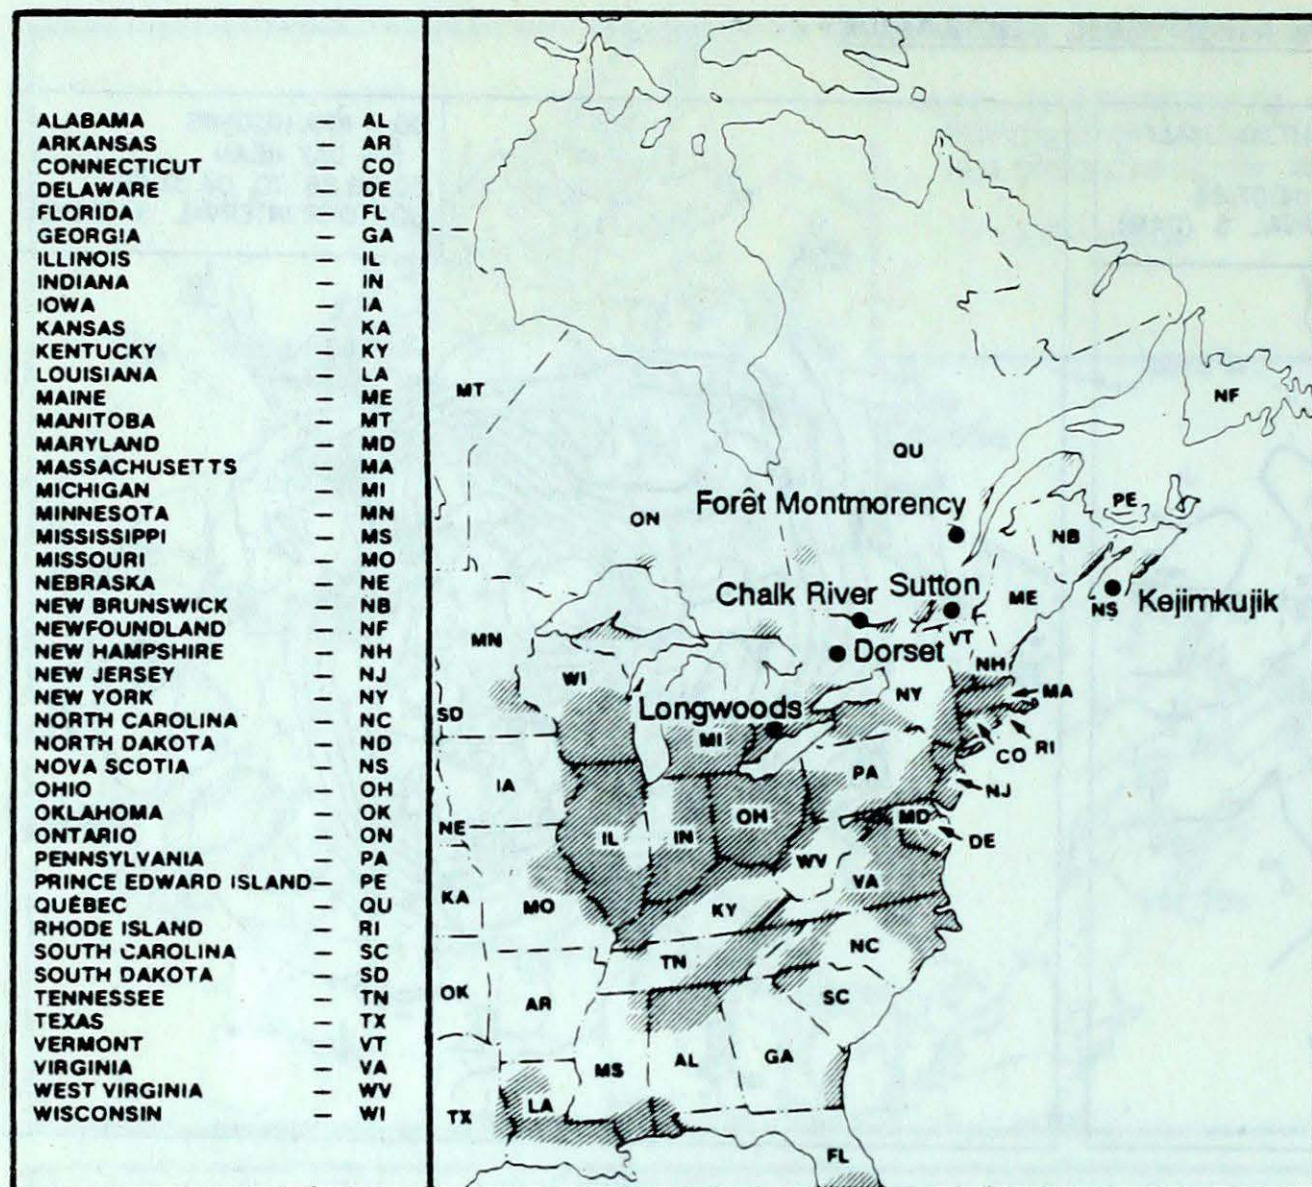 ALABAMA — AL
ARKANSAS — AR
CONNECTICUT — CO
DELAWARE — DE
FLORIDA — FL
GEORGIA — GA
ILLINOIS — IL
INDIANA — IN
IOWA — IA
KANSAS — KA
KENTUCKY — KY
LOUISIANA — LA
MAINE — ME
MANITOBA — MT
MARYLAND — MD
MASSACHUSETTS — MA
MICHIGAN — MI
MINNESOTA — MN
MISSISSIPPI — MS
MISSOURI — MO
NEBRASKA — NE
NEW BRUNSWICK — NB
NEWFOUNDLAND — NF
NEW HAMPSHIRE — NH
NEW JERSEY — NJ
NEW YORK — NY
NORTH CAROLINA — NC
NORTH DAKOTA — ND
NOVA SCOTIA — NS
OHIO — OH
OKLAHOMA — OK
ONTARIO — ON
PENNSYLVANIA — PA
PRINCE EDWARD ISLAND— PE
QUÉBEC — QU
RHODE ISLAND — RI
SOUTH CAROLINA — SC
SOUTH DAKOTA — SD
TENNESSEE — TN
TEXAS — TX
VERMONT — VT
VIRGINIA — VA
WEST VIRGINIA — WV
WISCONSIN — WI
MT
NF
QU
ON
Forêt Montmorency
PE
NB
Chalk River
Sutton
ME
NS
Kejimkujik
MN
VT
Dorset
NH
WI
NY
MA
SD
Longwoods
MI
CO
RI
IA
PA
NJ
NE
IL
IN
OH
MD
DE
WV
KA
MO
VA
KY
NC
TN
OK
AR
SC
MS
AL
GA
TX
LA
FL